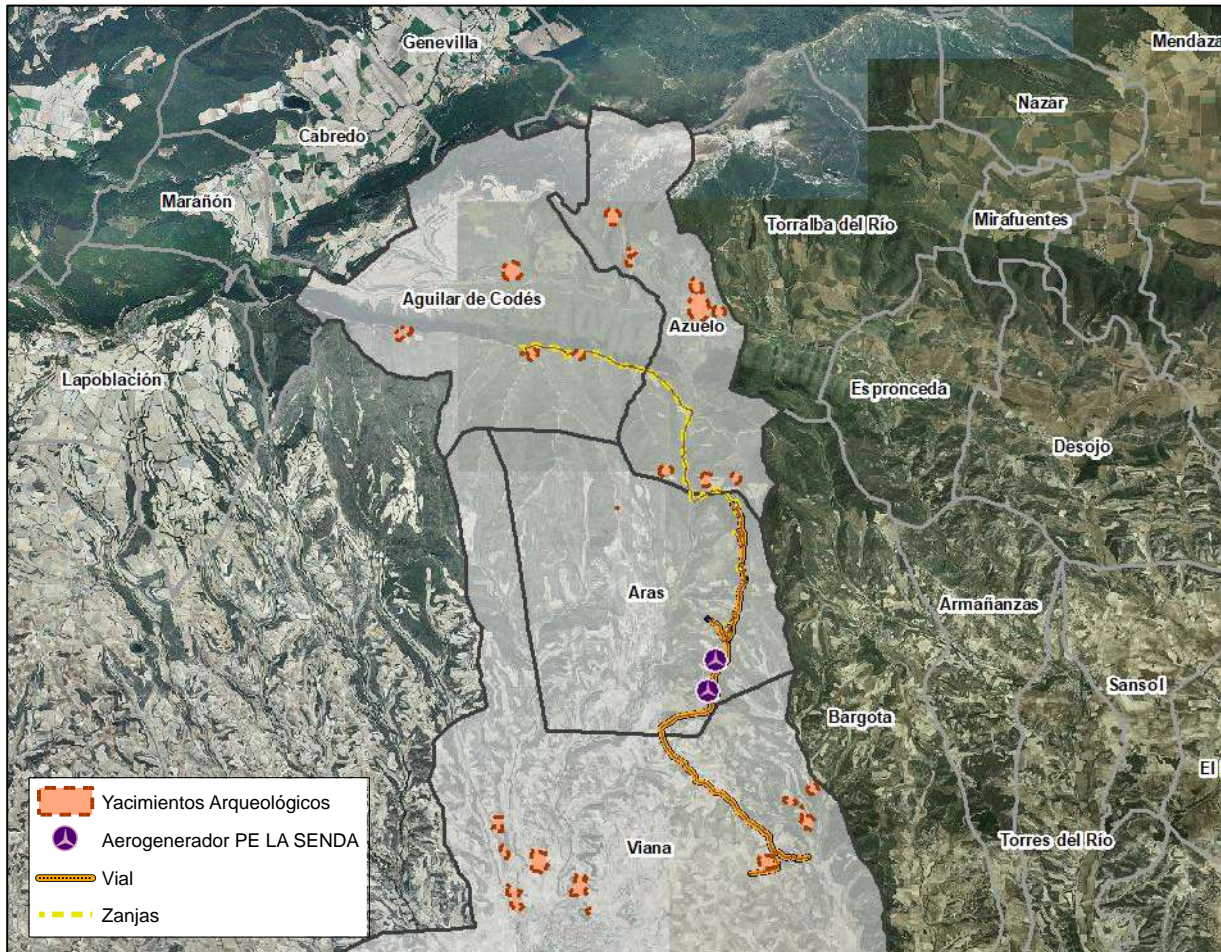 Genevilla
Mendaza
Nazar
Cabredo
Marañón
Mirafuentes
Torralba del Río
Aguilar de Codés
Azuelo
Lapoblación
Espronceda
Desojo
Aras
Armañanzas
Sansol
Bargota
El
Viana
Torres del Río
Yacimientos Arqueológicos
Aerogenerador PE LA SENDA
Vial
Zanjas